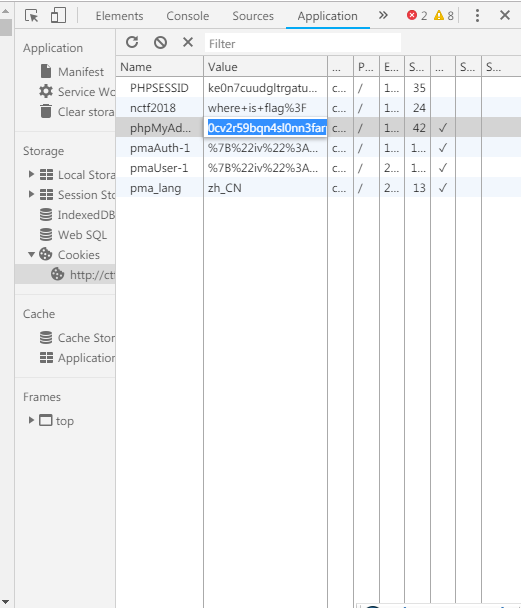 Elements Console Sources Application » 2 8
Application
Manifest
Service Wo
Clear stora
Storage
Local Stora
Session Sto
IndexedDB
Web SQL
Cookies
http://ctf
Cache
Cache Stor
Application
Frames
top
Filter
Name Value ... P... E... S... ... S... S...
PHPSESSID ke0n7cuudgltrgatu... c... / 1... 35
nctf2018 where+is+flag%3F c... / 1... 24
phpMyAd... 0cv2r59bqn4sl0nn3far c... / 1... 42 ✓
pmaAuth-1 %7B%22iv%22%3A... c... / 1... 1... ✓
pmaUser-1 %7B%22iv%22%3A... c... / 2... 1... ✓
pma_lang zh_CN c... / 2... 13 ✓